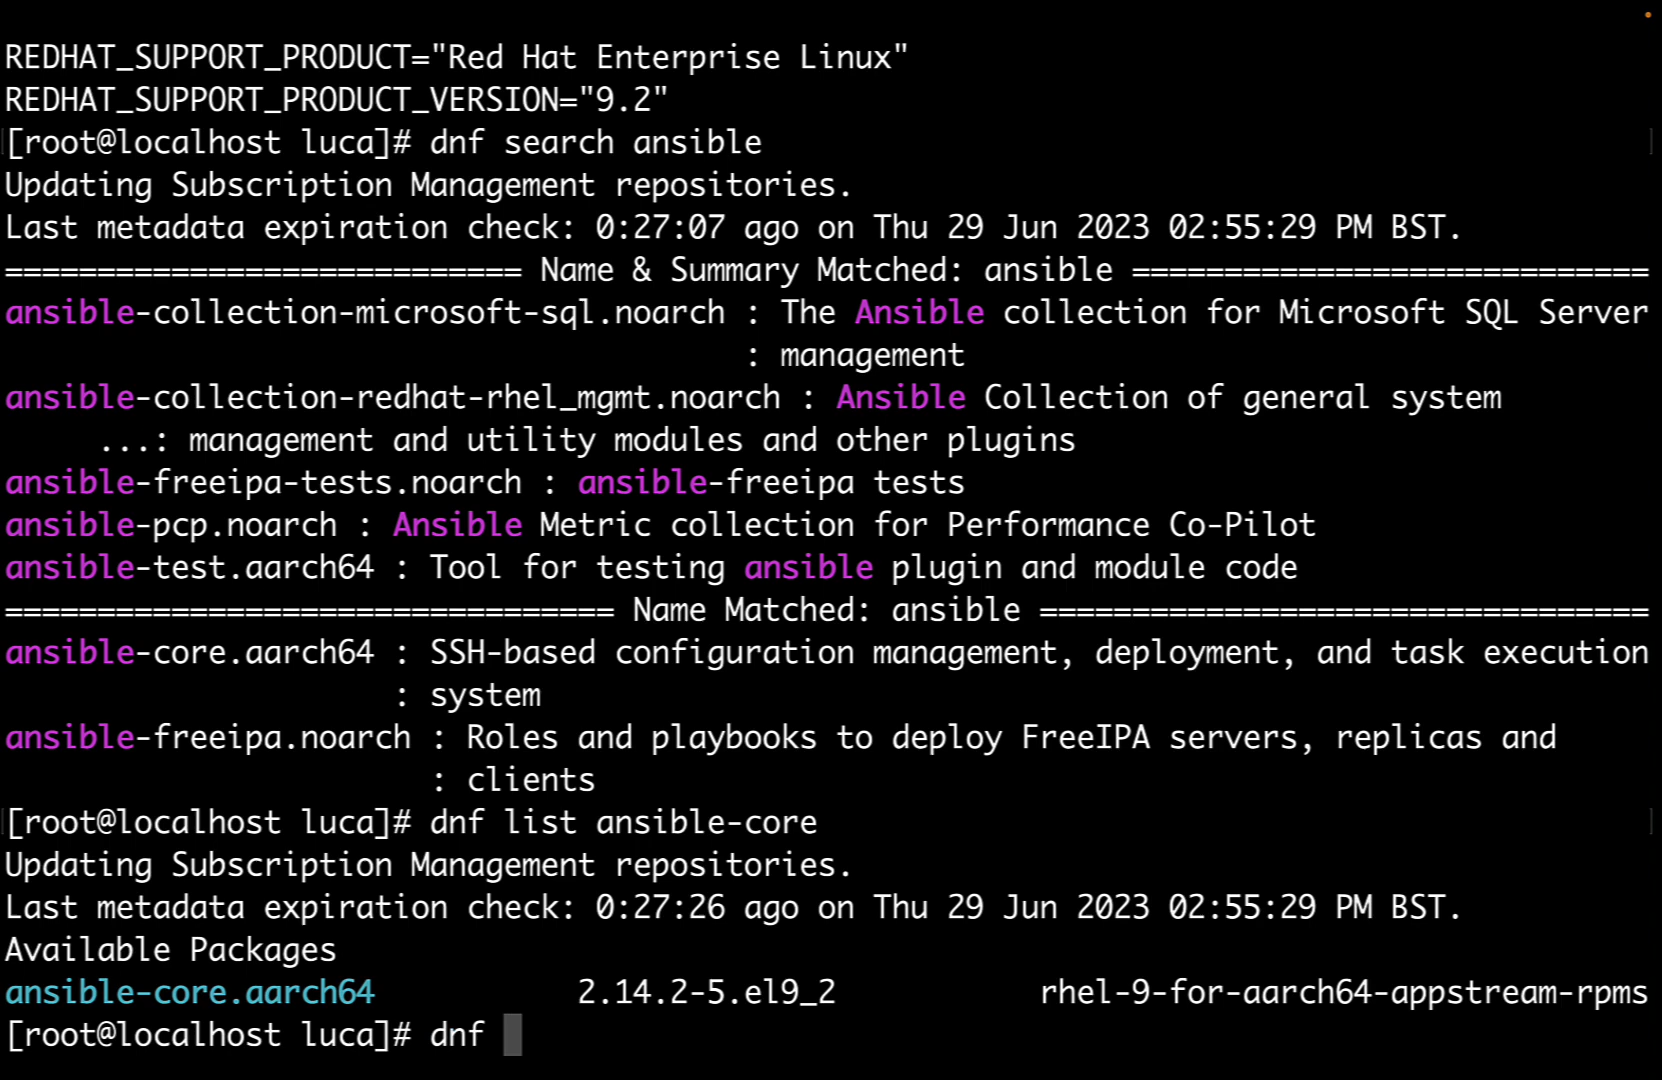 REDHAT_SUPPORT_PRODUCT="Red Hat Enterprise Linux"
REDHAT_SUPPORT_PRODUCT_VERSION="9.2"
[root@localhost luca]# dnf search ansible
Updating Subscription Management repositories.
Last metadata expiration check: 0:27:07 ago on Thu 29 Jun 2023 02:55:29 PM BST.
============================ Name & Summary Matched: ansible ============================
ansible-collection-microsoft-sql.noarch : The Ansible collection for Microsoft SQL Server
: management
ansible-collection-redhat-rhel_mgmt.noarch : Ansible Collection of general system
...: management and utility modules and other plugins
ansible-freeipa-tests.noarch : ansible-freeipa tests
ansible-pcp.noarch : Ansible Metric collection for Performance Co-Pilot
ansible-test.aarch64 : Tool for testing ansible plugin and module code
================================= Name Matched: ansible =================================
ansible-core.aarch64 : SSH-based configuration management, deployment, and task execution
: system
ansible-freeipa.noarch : Roles and playbooks to deploy FreeIPA servers, replicas and
: clients
[root@localhost luca]# dnf list ansible-core
Updating Subscription Management repositories.
Last metadata expiration check: 0:27:26 ago on Thu 29 Jun 2023 02:55:29 PM BST.
Available Packages
ansible-core.aarch64 2.14.2-5.el9_2 rhel-9-for-aarch64-appstream-rpms
[root@localhost luca]# dnf